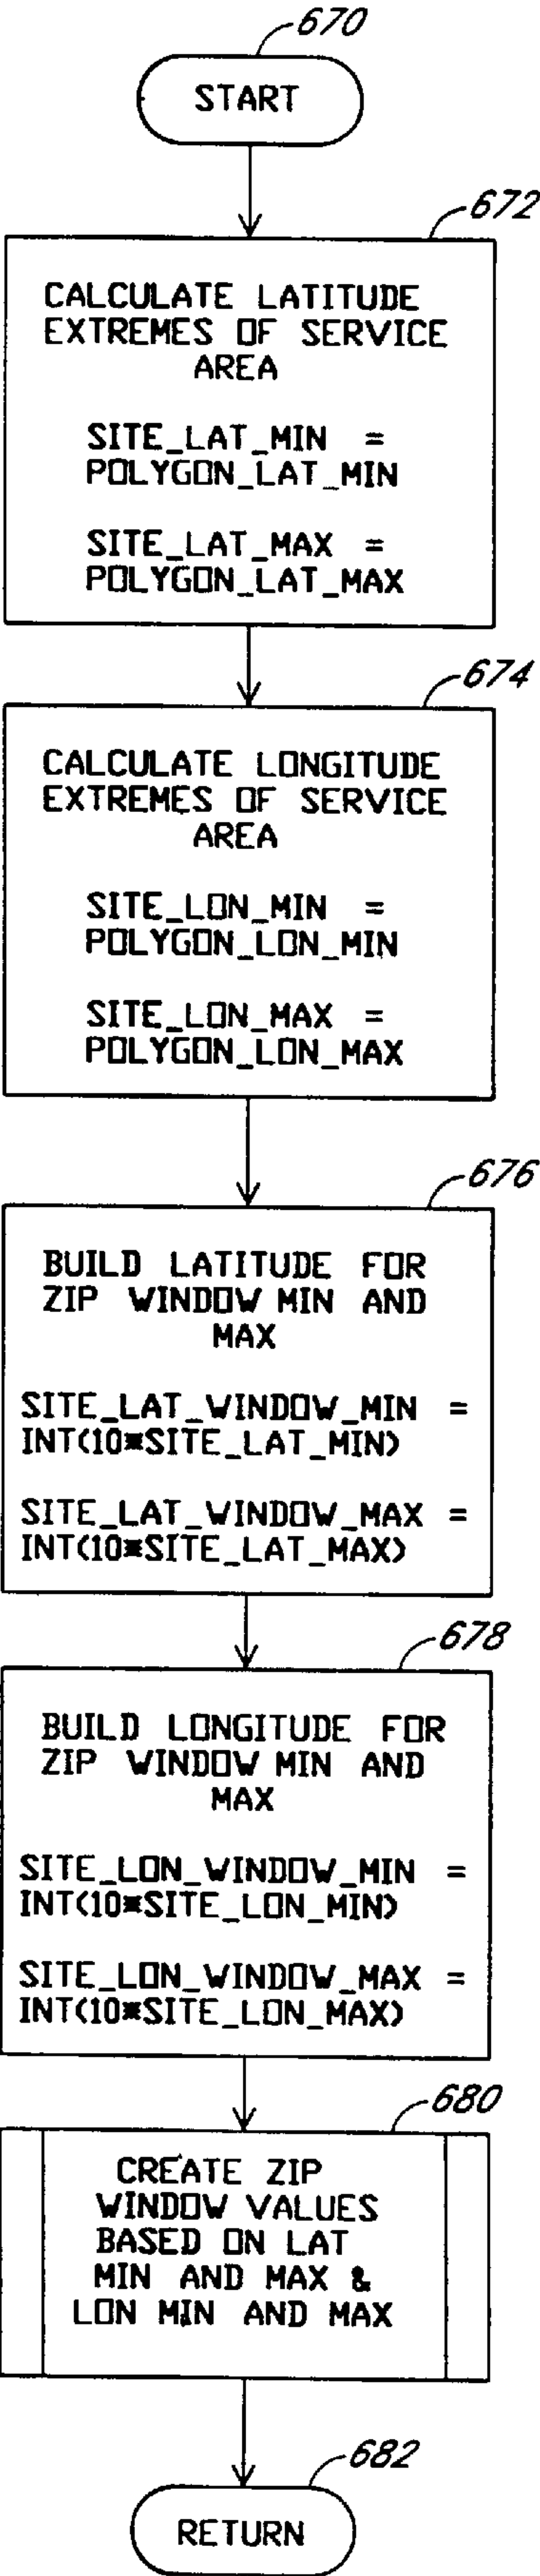 670
START
672
CALCULATE LATITUDE
EXTREMES OF SERVICE
AREA
SITE_LAT_MIN =
POLYGON_LAT_MIN
SITE_LAT_MAX =
POLYGON_LAT_MAX
674
CALCULATE LONGITUDE
EXTREMES OF SERVICE
AREA
SITE_LON_MIN =
POLYGON_LON_MIN
SITE_LON_MAX =
POLYGON_LON_MAX
676
BUILD LATITUDE FOR
ZIP WINDOW MIN AND
MAX
SITE_LAT_WINDOW_MIN =
INT(10*SITE_LAT_MIN)
SITE_LAT_WINDOW_MAX =
INT(10*SITE_LAT_MAX)
678
BUILD LONGITUDE FOR
ZIP WINDOW MIN AND
MAX
SITE_LON_WINDOW_MIN =
INT(10*SITE_LON_MIN)
SITE_LON_WINDOW_MAX =
INT(10*SITE_LON_MAX)
680
CREATE ZIP
WINDOW VALUES
BASED ON LAT
MIN AND MAX &
LON MIN AND MAX
682
RETURN